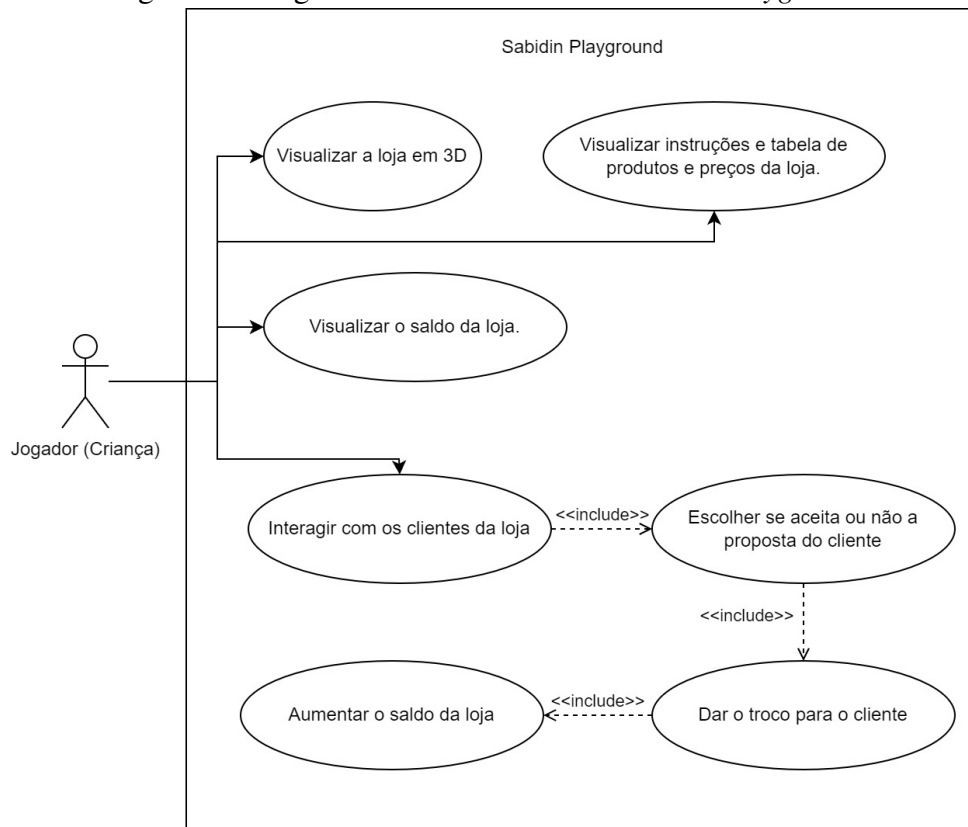 Sabidin Playground
Visualizar a loja em 3D
Visualizar instruções e tabela de
produtos e preços da loja.
Visualizar o saldo da loja.
Jogador (Criança)
Interagir com os clientes da loja
<<include>>
Escolher se aceita ou não a
proposta do cliente
<<include>>
Aumentar o saldo da loja
<<include>>
Dar o troco para o cliente